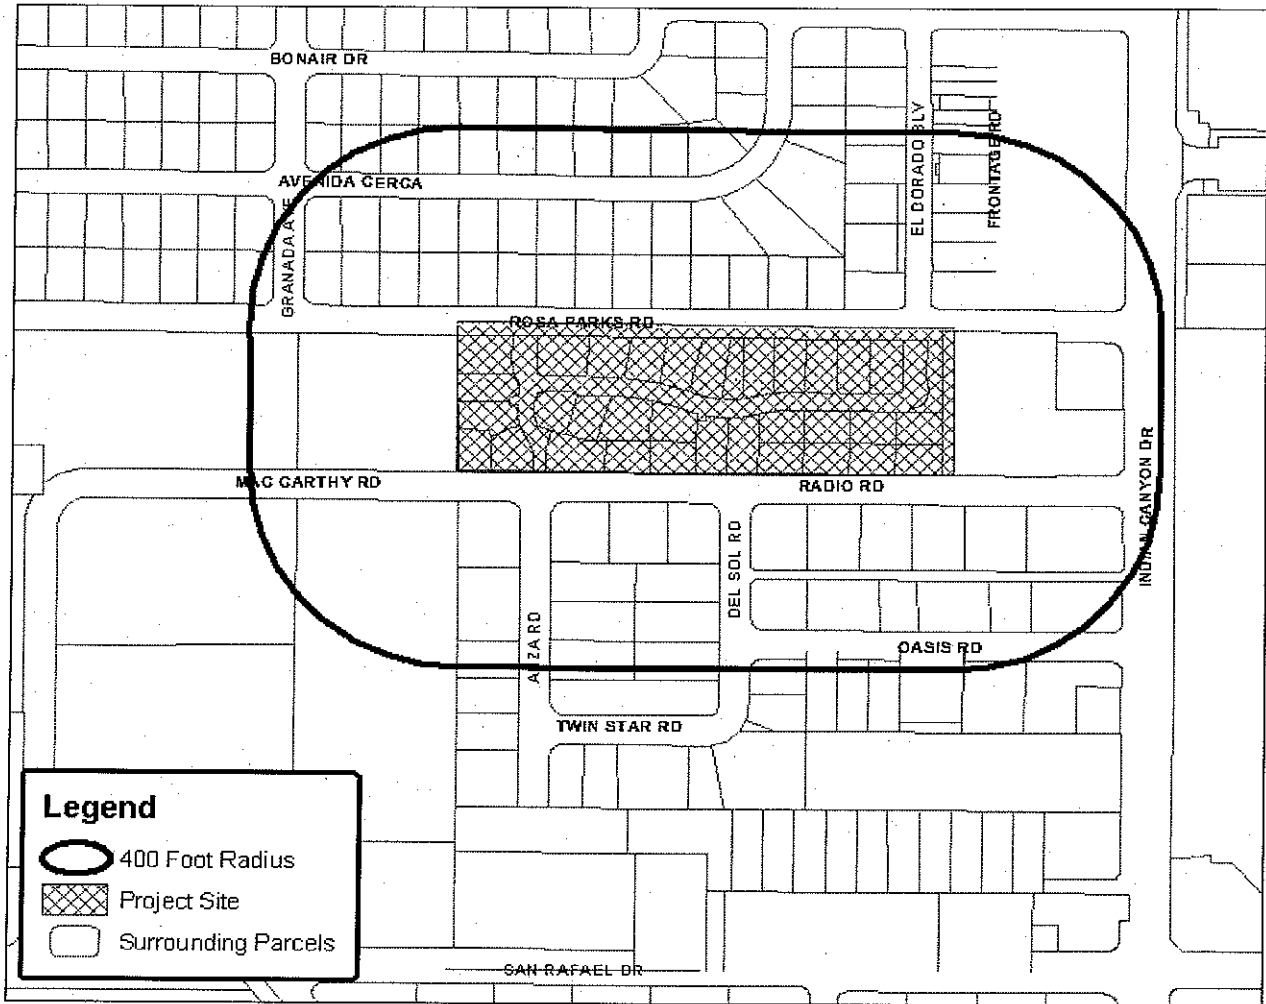 BONAIR DR
EL DORADO BLV
FRONTAGE RD
AVENIDA CERCA
GRANADA AVE
ROSA PARKS RD
INDIAN CANYON DR
MAC CARTHY RD
RADIO RD
DEL SOL RD
ANZA RD
OASIS RD
TWIN STAR RD
Legend
400 Foot Radius
Project Site
Surrounding Parcels
SAN RAFAEL DR